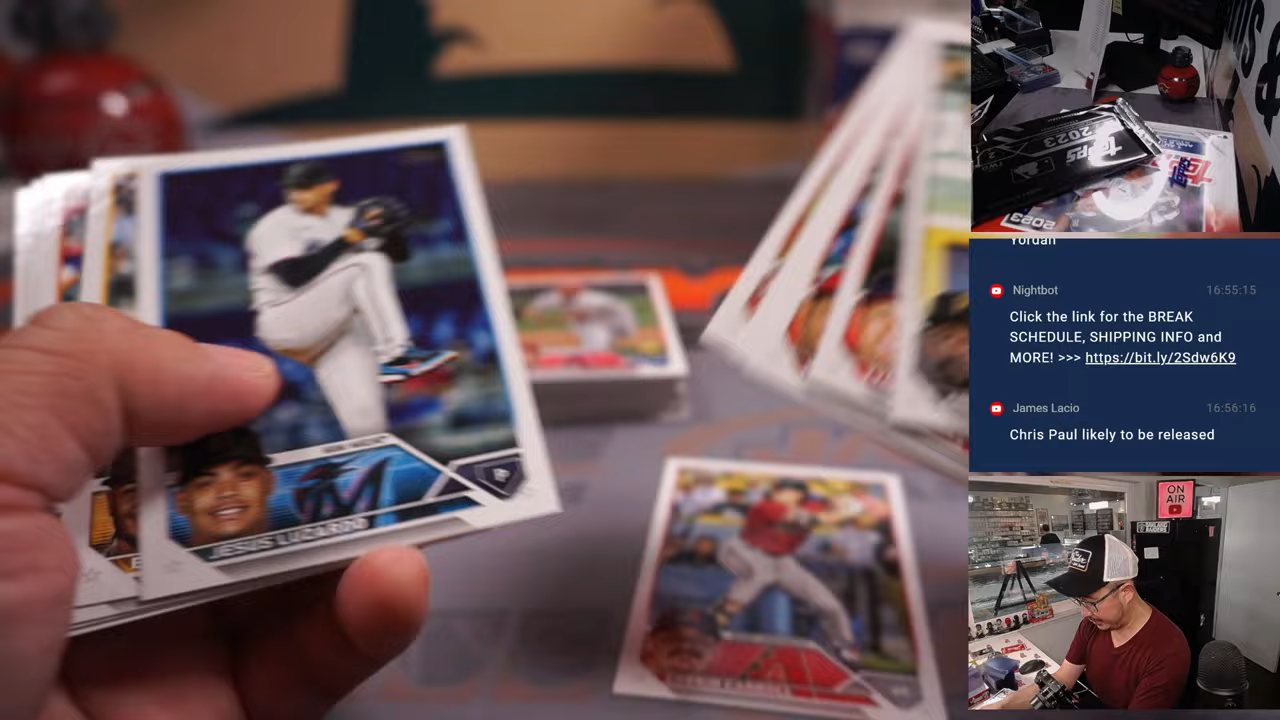 JESUS LUZARDO
2023
topps
2023
Yordan
Nightbot 16:55:15
Click the link for the BREAK
SCHEDULE, SHIPPING INFO and
MORE! >>> https://bit.ly/2Sdw6K9
James Lacio 16:56:16
Chris Paul likely to be released
ON
AIR